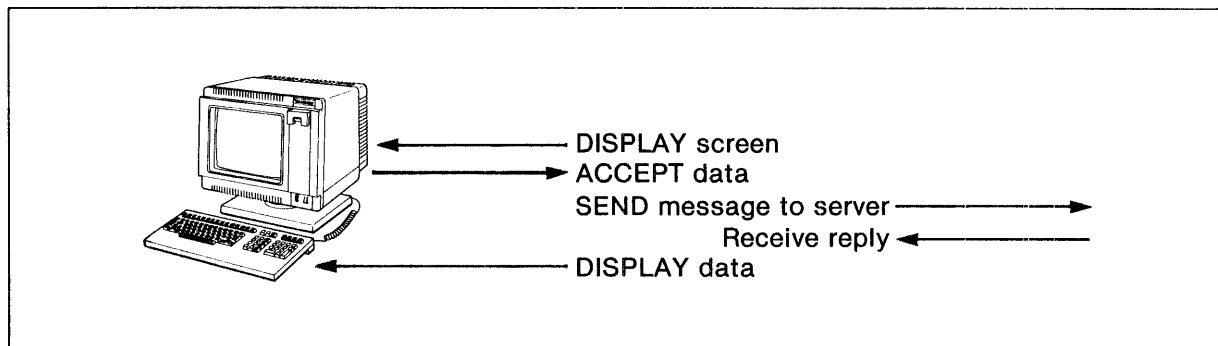 DISPLAY screen
ACCEPT data
SEND message to server
Receive reply
DISPLAY data